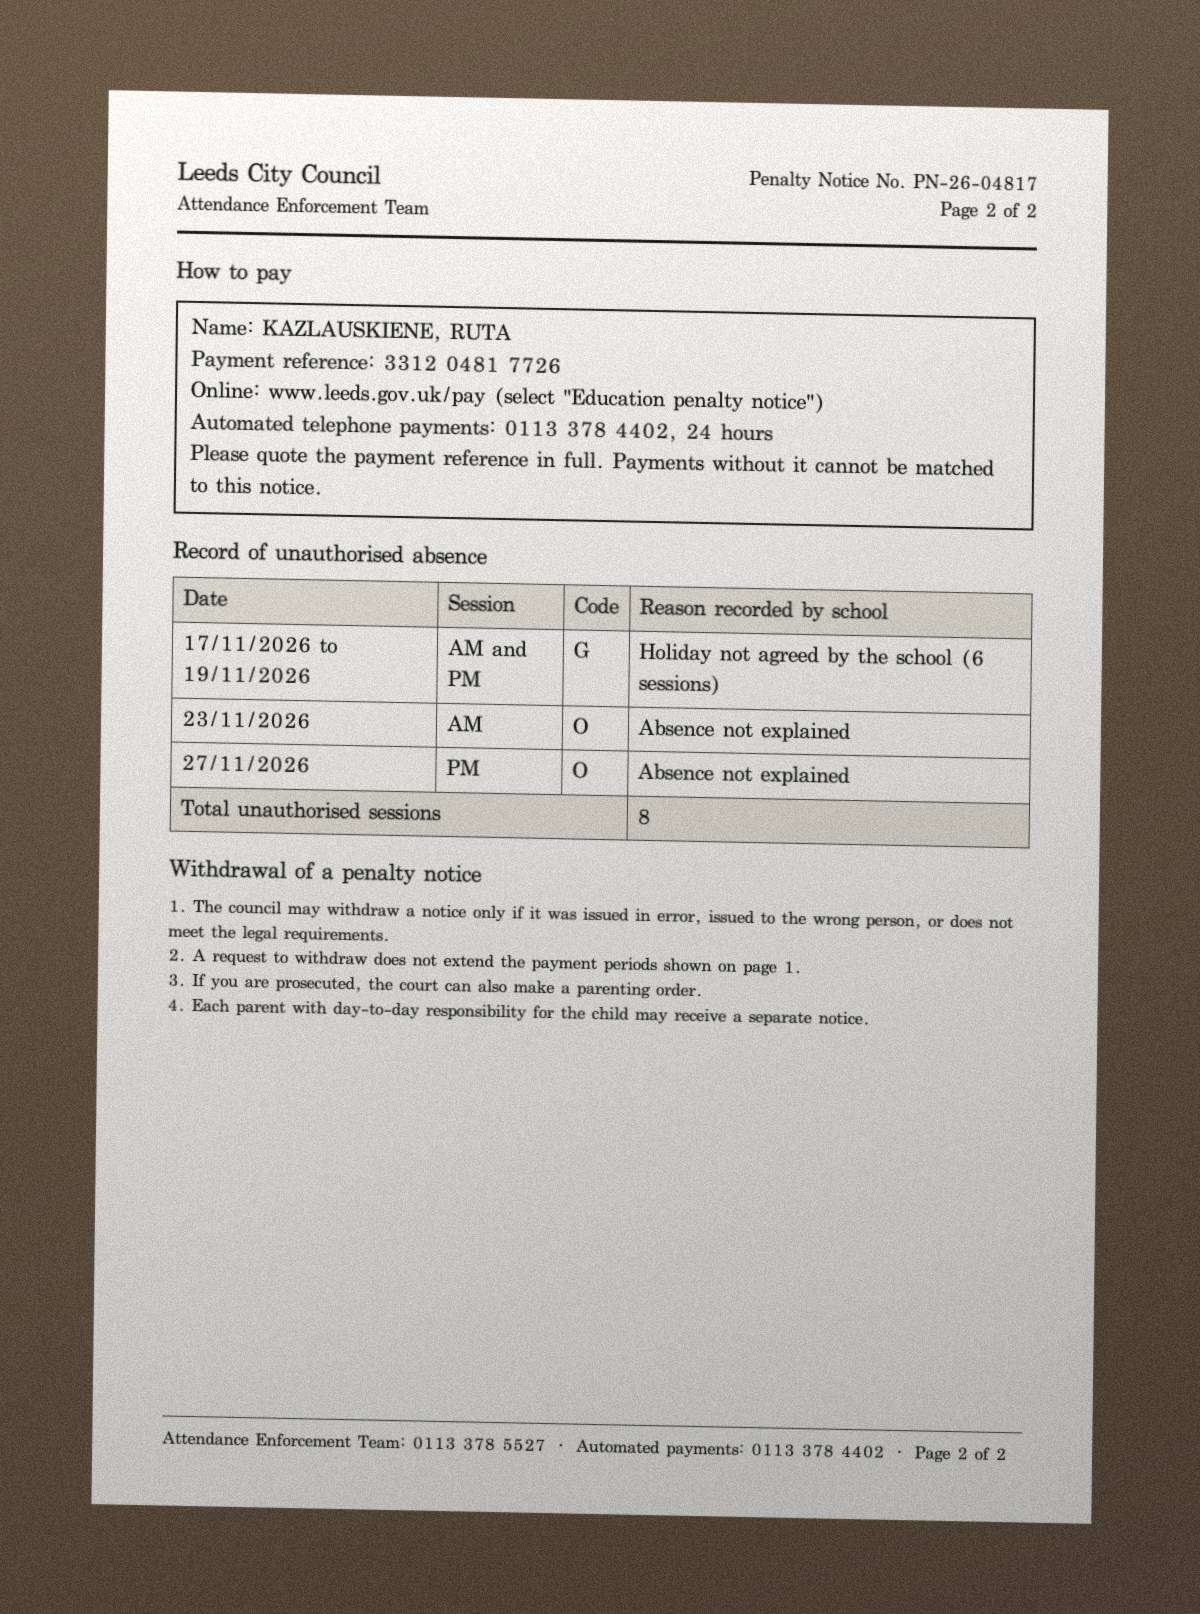 Leeds City Council
Attendance Enforcement Team
Penalty Notice No. PN-26-04817
Page 2 of 2
How to pay
Name: KAZLAUSKIENE, RUTA
Payment reference: 3312 0481 7726
Online: www.leeds.gov.uk/pay (select "Education penalty notice")
Automated telephone payments: 0113 378 4402, 24 hours
Please quote the payment reference in full. Payments without it cannot be matched
to this notice.
Record of unauthorised absence
Date Session Code Reason recorded by school
17/11/2026 to AM and G Holiday not agreed by the school (6
19/11/2026 PM sessions)
23/11/2026 AM O Absence not explained
27/11/2026 PM O Absence not explained
Total unauthorised sessions 8
Withdrawal of a penalty notice
1. The council may withdraw a notice only if it was issued in error, issued to the wrong person, or does not
meet the legal requirements.
2. A request to withdraw does not extend the payment periods shown on page 1.
3. If you are prosecuted, the court can also make a parenting order.
4. Each parent with day-to-day responsibility for the child may receive a separate notice.
Attendance Enforcement Team: 0113 378 5527 · Automated payments: 0113 378 4402 · Page 2 of 2